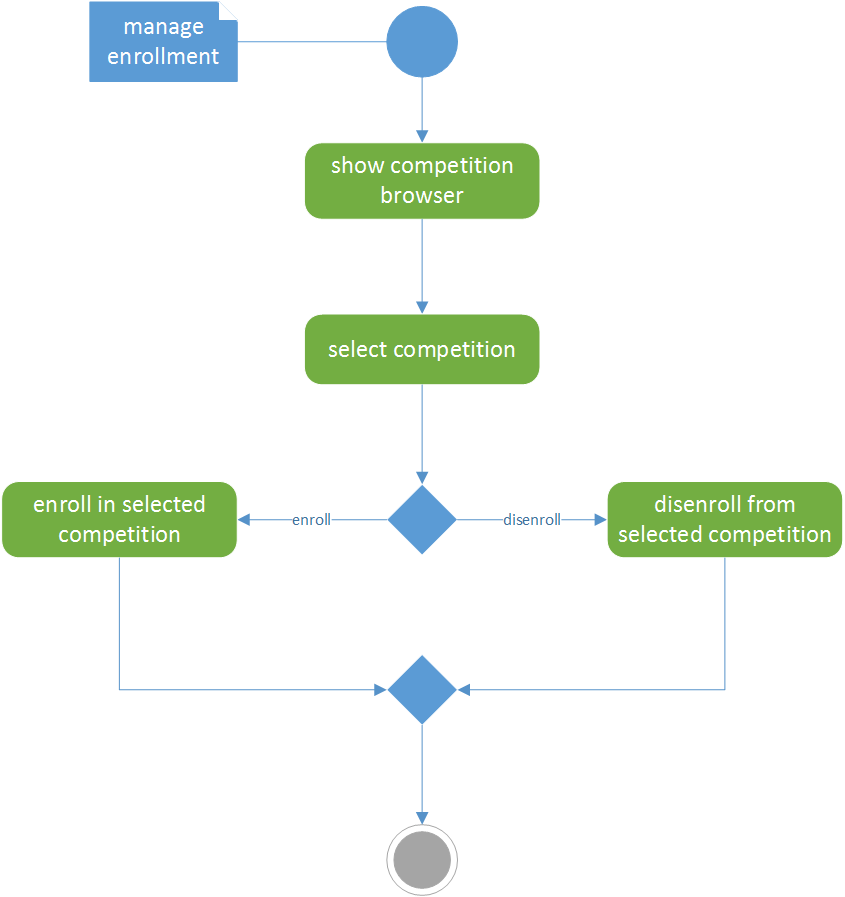 manage
enrollment
show competition
browser
select competition
enroll in selected
competition
enroll
disenroll
disenroll from
selected competition